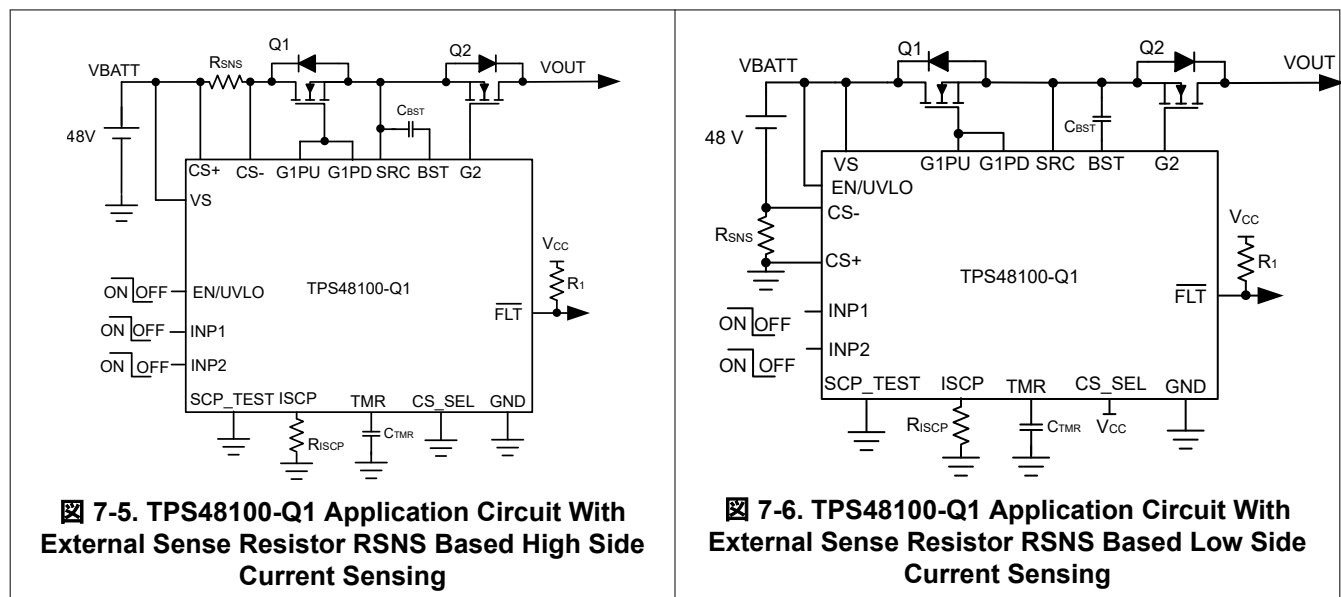 Q1
Q2
VBATT
RSNS
VOUT
48V
CBST
CS+ CS- G1PU G1PD SRC BST G2
VS
VCC
R1
ON OFF EN/UVLO
TPS48100-Q1
FLT
ON OFF INP1
ON OFF INP2
SCP_TEST ISCP TMR CS_SEL GND
RISCP
CTMR
図 7-5. TPS48100-Q1 Application Circuit With
External Sense Resistor RSNS Based High Side
Current Sensing
Q1
Q2
VBATT
VOUT
CBST
48 V
VS G1PU G1PD SRC BST G2
EN/UVLO
CS-
VCC
RSNS
R1
CS+
TPS48100-Q1
FLT
INP1
ON OFF
INP2
ON OFF
SCP_TEST ISCP TMR CS_SEL GND
RISCP
CTMR
VCC
図 7-6. TPS48100-Q1 Application Circuit With
External Sense Resistor RSNS Based Low Side
Current Sensing